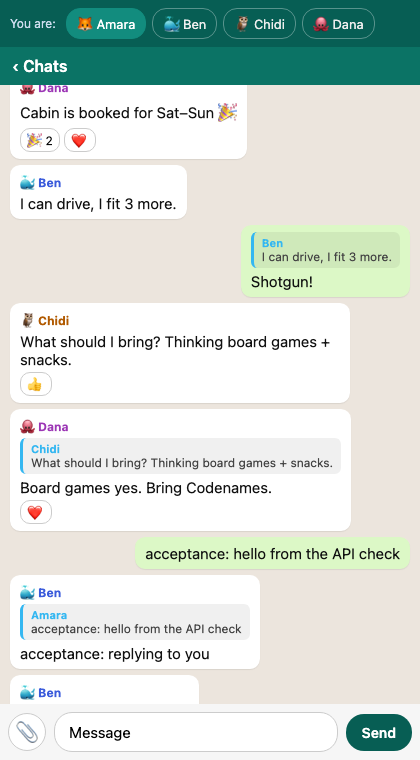 You are:
Amara
Ben
Chidi
Dana
‹ Chats
Dana
Cabin is booked for Sat–Sun 🎉
🎉 2 ❤️
Ben
I can drive, I fit 3 more.
Ben
I can drive, I fit 3 more.
Shotgun!
Chidi
What should I bring? Thinking board games +
snacks.
👍
Dana
Chidi
What should I bring? Thinking board games + snacks.
Board games yes. Bring Codenames.
❤️
acceptance: hello from the API check
Ben
Amara
acceptance: hello from the API check
acceptance: replying to you
Ben
Message
Send